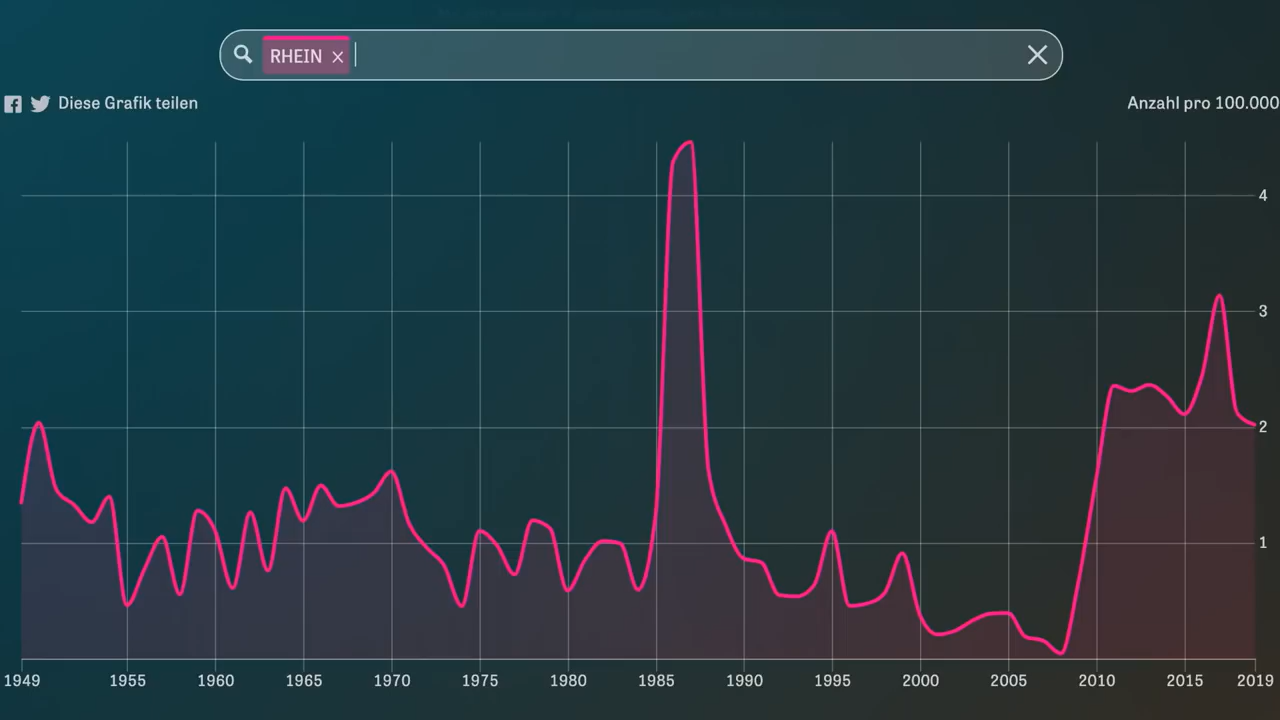 RHEIN ×
Diese Grafik teilen
Anzahl pro 100.000
4
3
2
1
1949 1955 1960 1965 1970 1975 1980 1985 1990 1995 2000 2005 2010 2015 2019